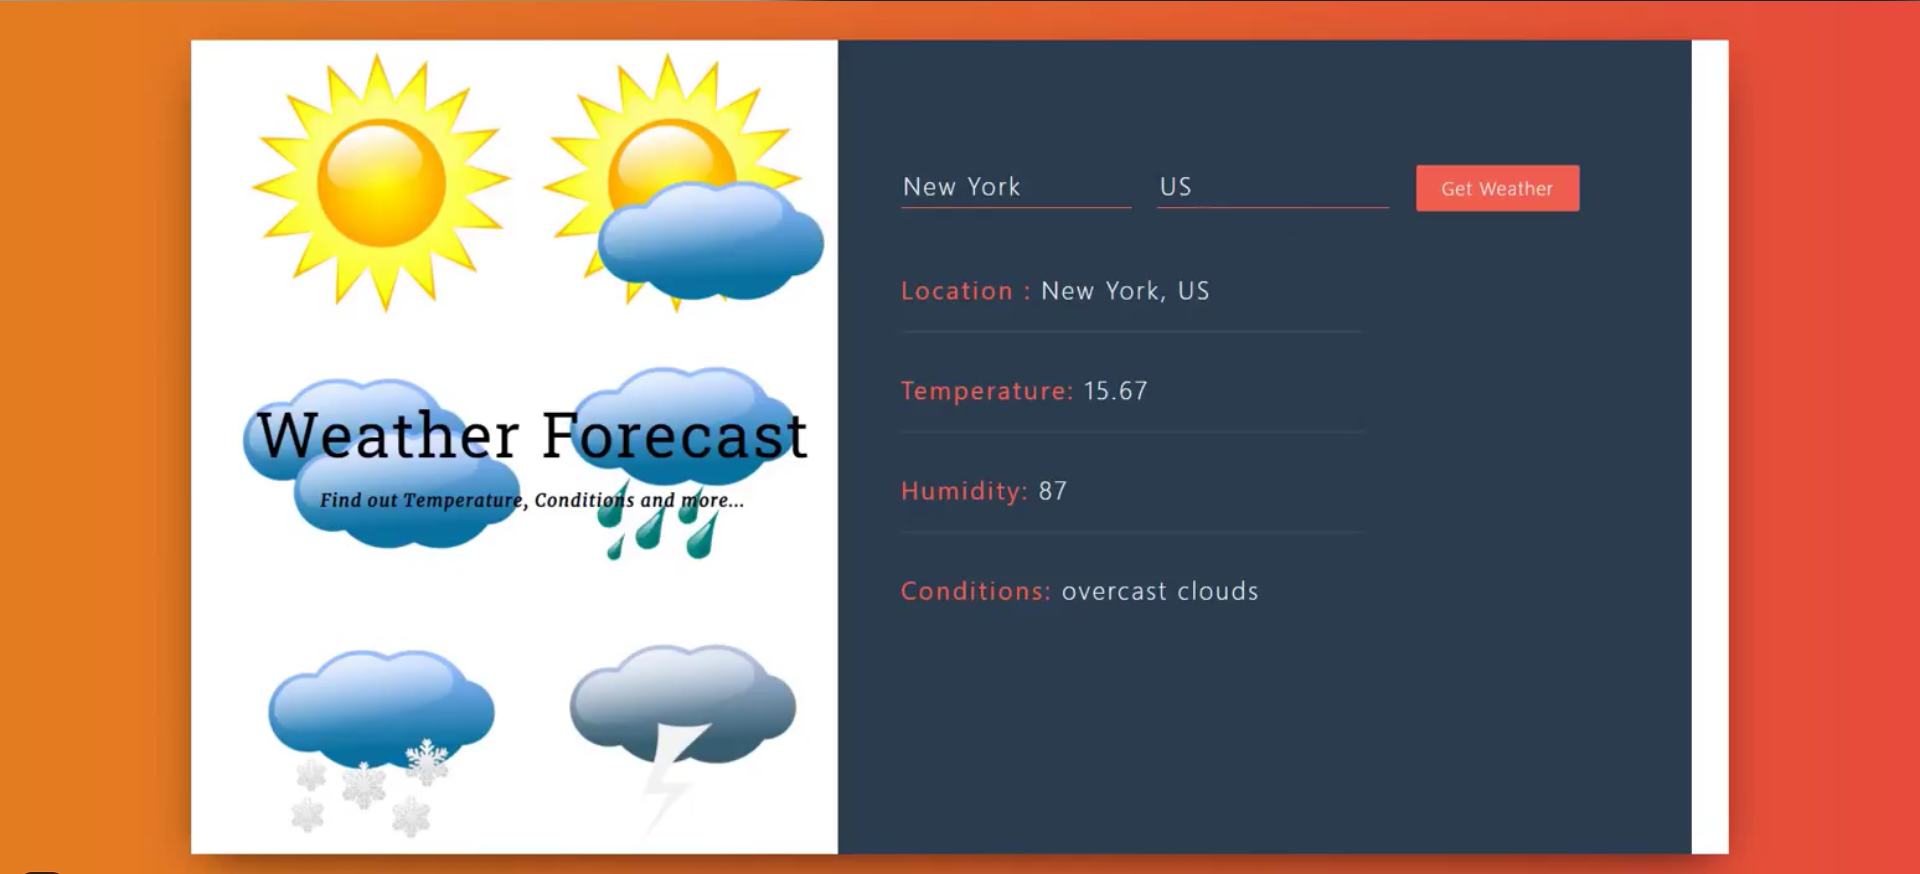 Weather Forecast
Find out Temperature, Conditions and more...
New York
US
Get Weather
Location : New York, US
Temperature: 15.67
Humidity: 87
Conditions: overcast clouds